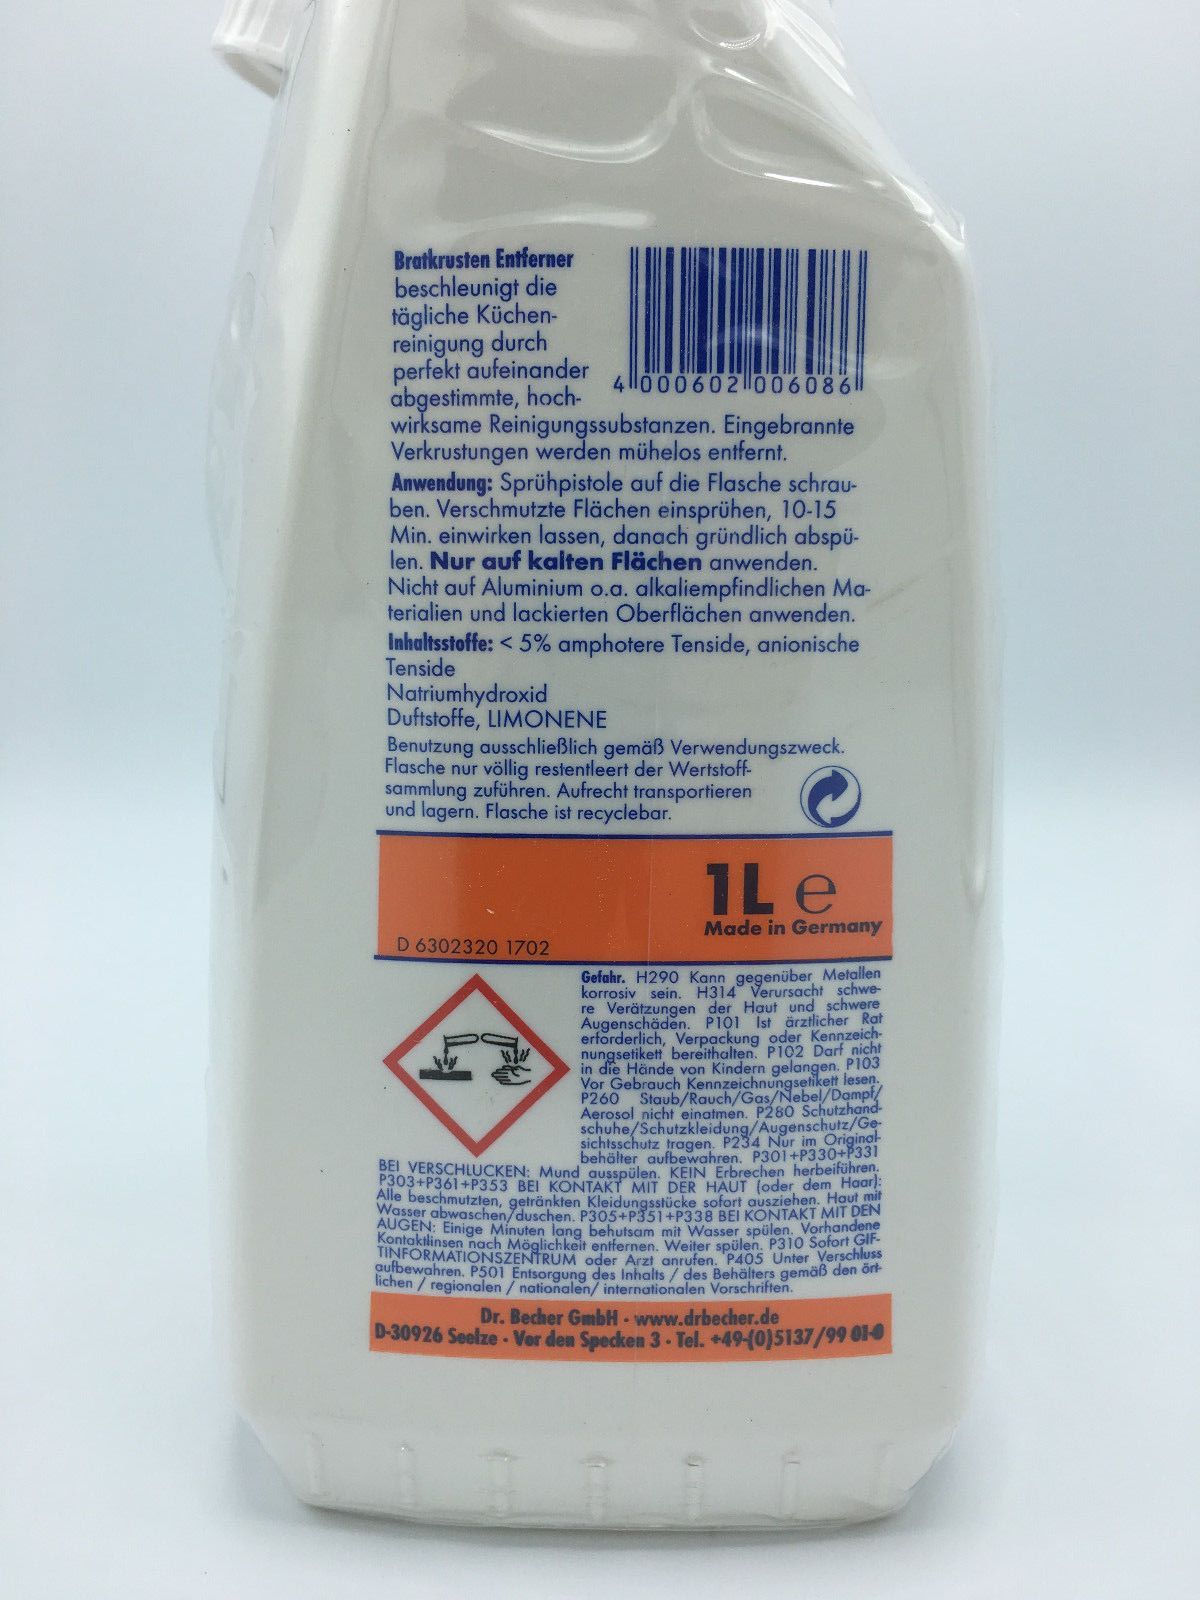 Bratkrusten Entferner
beschleunigt die
tägliche Küchen-
reinigung durch
perfekt aufeinander
abgestimmte, hoch-
wirksame Reinigungssubstanzen. Eingebrannte
Verkrustungen werden mühelos entfernt.
4 000602 006086
Anwendung: Sprühpistole auf die Flasche schrau-
ben. Verschmutzte Flächen einsprühen, 10-15
Min. einwirken lassen, danach gründlich abspü-
len. Nur auf kalten Flächen anwenden.
Nicht auf Aluminium o.a. alkaliempfindlichen Ma-
terialien und lackierten Oberflächen anwenden.
Inhaltsstoffe: < 5% amphotere Tenside, anionische
Tenside
Natriumhydroxid
Duftstoffe, LIMONENE
Benutzung ausschließlich gemäß Verwendungszweck.
Flasche nur völlig restentleert der Wertstoff-
sammlung zuführen. Aufrecht transportieren
und lagern. Flasche ist recyclebar.
1L e
Made in Germany
D 6302320 1702
Gefahr. H290 Kann gegenüber Metallen
korrosiv sein. H314 Verursacht schwe-
re Verätzungen der Haut und schwere
Augenschäden. P101 Ist ärztlicher Rat
erforderlich, Verpackung oder Kennzeich-
nungsetikett bereithalten. P102 Darf nicht
in die Hände von Kindern gelangen. P103
Vor Gebrauch Kennzeichnungsetikett lesen.
P260 Staub/Rauch/Gas/Nebel/Dampf/
Aerosol nicht einatmen. P280 Schutzhand-
schuhe/Schutzkleidung/Augenschutz/Ge-
sichtsschutz tragen. P234 Nur im Original-
behälter aufbewahren. P301+P330+P331
BEI VERSCHLUCKEN: Mund ausspülen. KEIN Erbrechen herbeiführen.
P303+P361+P353 BEI KONTAKT MIT DER HAUT (oder dem Haar):
Alle beschmutzten, getränkten Kleidungsstücke sofort ausziehen. Haut mit
Wasser abwaschen/duschen. P305+P351+P338 BEI KONTAKT MIT DEN
AUGEN: Einige Minuten lang behutsam mit Wasser spülen. Vorhandene
Kontaktlinsen nach Möglichkeit entfernen. Weiter spülen. P310 Sofort GIF-
TINFORMATIONSZENTRUM oder Arzt anrufen. P405 Unter Verschluss
aufbewahren. P501 Entsorgung des Inhalts / des Behälters gemäß den ört-
lichen / regionalen / nationalen/ internationalen Vorschriften.
Dr. Becher GmbH · www.drbecher.de
D-30926 Seelze · Vor den Specken 3 · Tel. +49-(0)5137/99 01-0